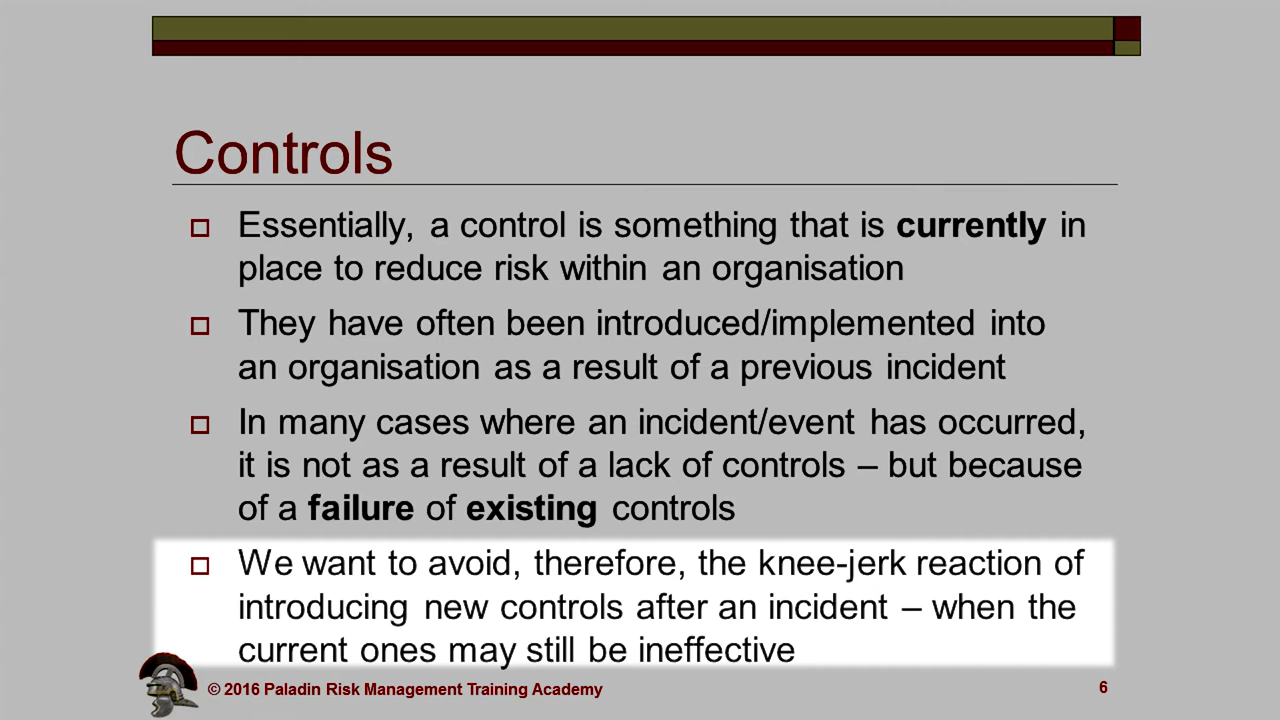 Controls
Essentially, a control is something that is currently in
place to reduce risk within an organisation
They have often been introduced/implemented into
an organisation as a result of a previous incident
In many cases where an incident/event has occurred,
it is not as a result of a lack of controls – but because
of a failure of existing controls
We want to avoid, therefore, the knee-jerk reaction of
introducing new controls after an incident – when the
current ones may still be ineffective
© 2016 Paladin Risk Management Training Academy
6